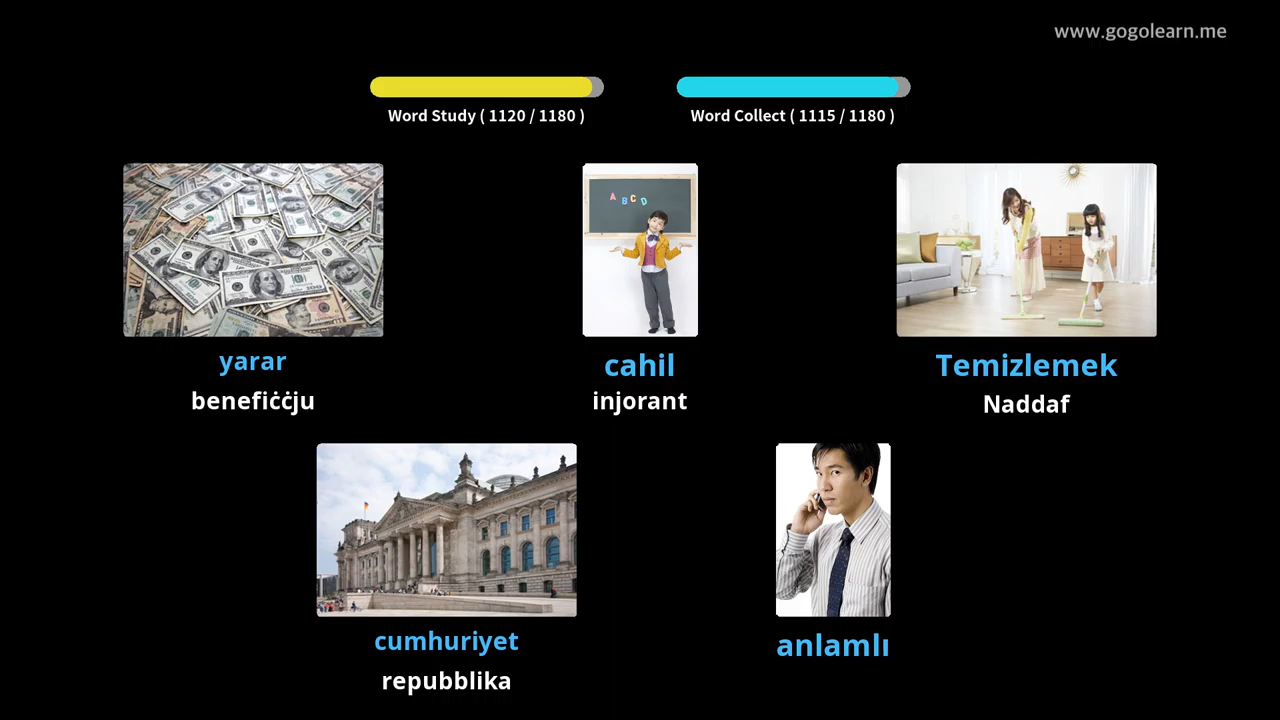 www.gogolearn.me
Word Study ( 1120 / 1180 )
Word Collect ( 1115 / 1180 )
A B C D
yarar
benefiċċju
cahil
injorant
Temizlemek
Naddaf
cumhuriyet
repubblika
anlamlı